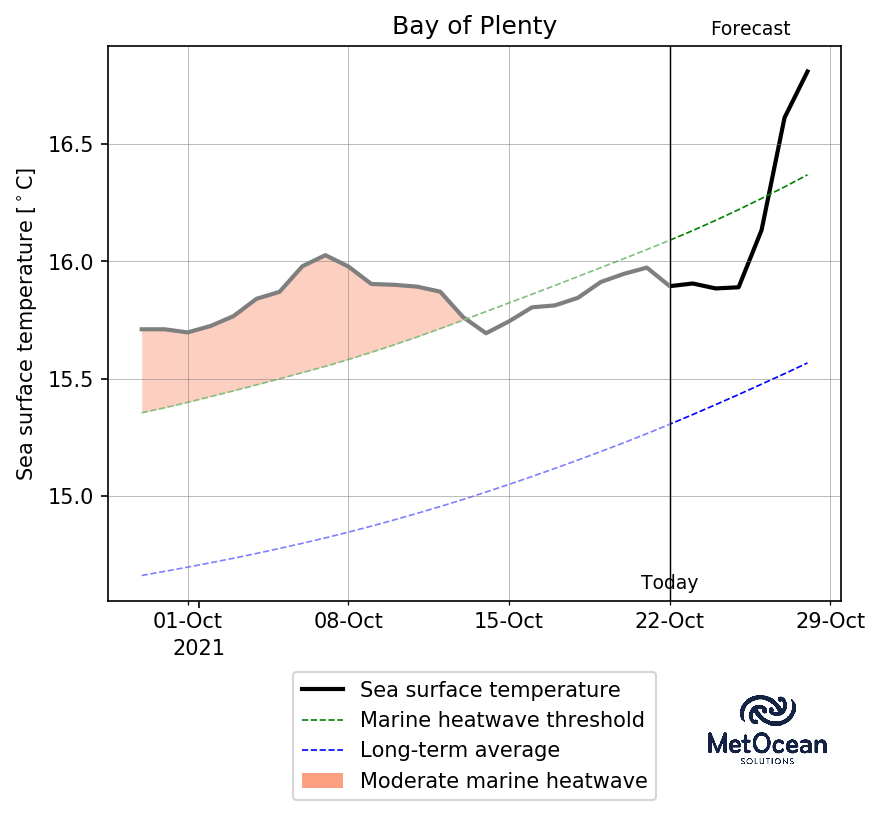 Bay of Plenty
Forecast
Sea surface temperature [°C]
16.5
16.0
15.5
15.0
Today
01-Oct 08-Oct 15-Oct 22-Oct 29-Oct
2021
Sea surface temperature
Marine heatwave threshold
Long-term average
Moderate marine heatwave
MetOcean
SOLUTIONS